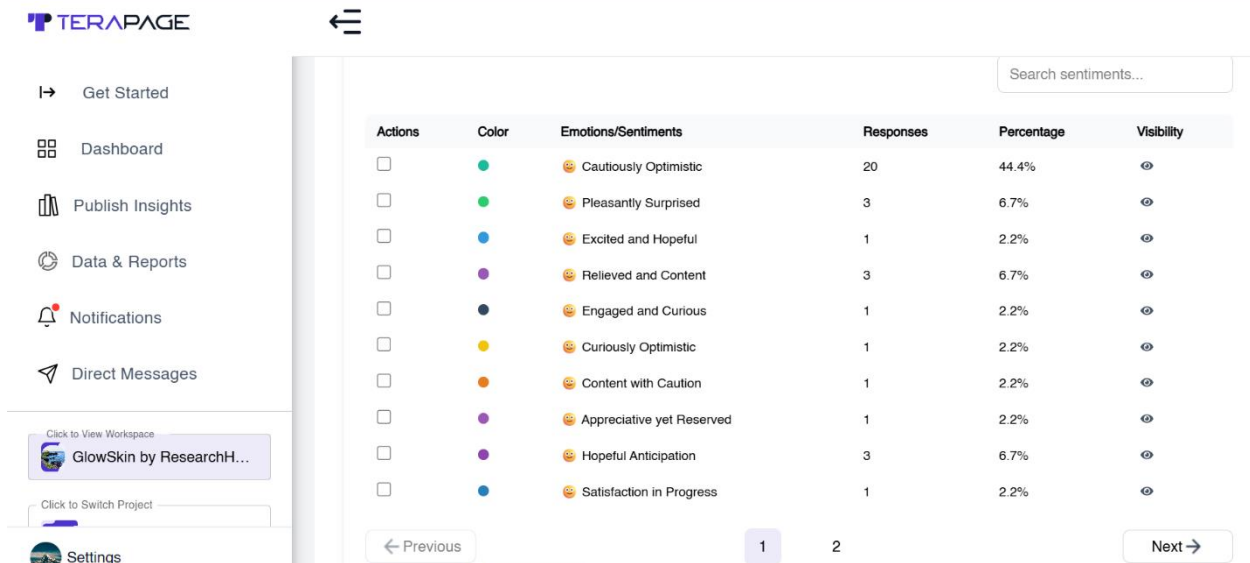 TERAPAGE
Get Started
Dashboard
Publish Insights
Data & Reports
Notifications
Direct Messages
Click to View Workspace
GlowSkin by ResearchH...
Click to Switch Project
Settings
Search sentiments...
Actions Color Emotions/Sentiments Responses Percentage Visibility
Cautiously Optimistic 20 44.4%
Pleasantly Surprised 3 6.7%
Excited and Hopeful 1 2.2%
Relieved and Content 3 6.7%
Engaged and Curious 1 2.2%
Curiously Optimistic 1 2.2%
Content with Caution 1 2.2%
Appreciative yet Reserved 1 2.2%
Hopeful Anticipation 3 6.7%
Satisfaction in Progress 1 2.2%
Previous 1 2 Next